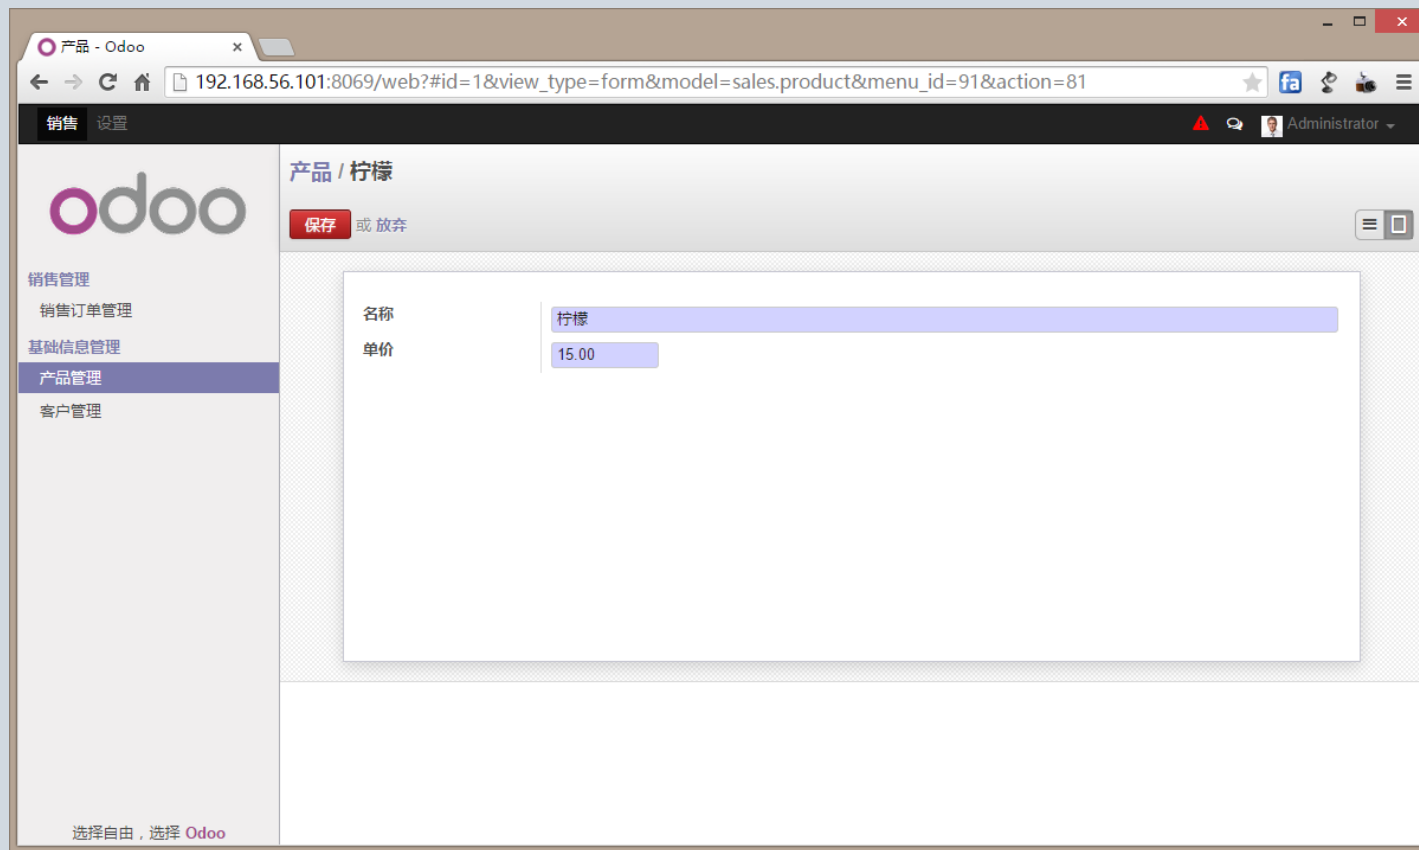 产品 - Odoo
192.168.56.101:8069/web?#id=1&view_type=form&model=sales.product&menu_id=91&action=81
fa
销售 设置
Administrator
odoo
产品 / 柠檬
保存 或 放弃
销售管理
销售订单管理
基础信息管理
产品管理
客户管理
名称 柠檬
单价 15.00
选择自由，选择 Odoo